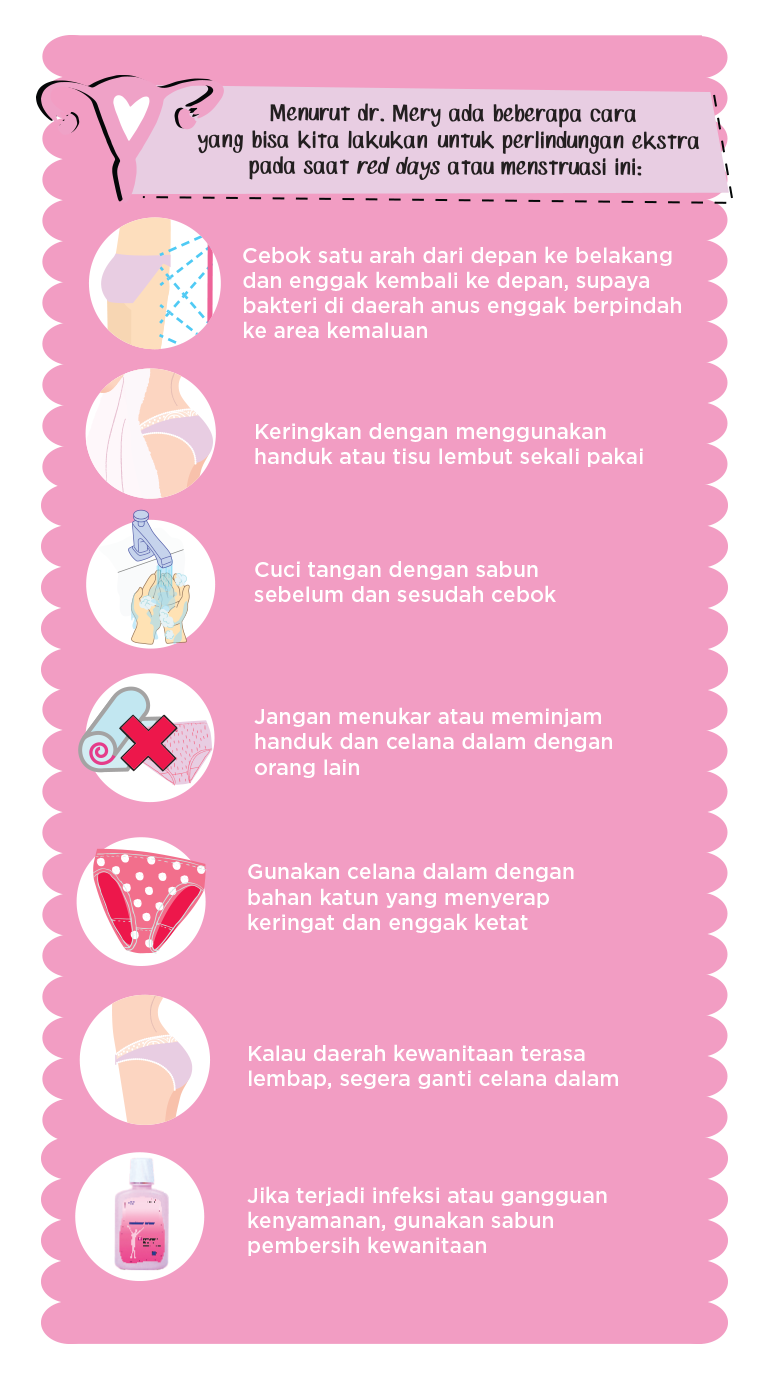 Menurut dr. Mery ada beberapa cara
yang bisa kita lakukan untuk perlindungan ekstra
pada saat red days atau menstruasi ini:
Cebok satu arah dari depan ke belakang
dan enggak kembali ke depan, supaya
bakteri di daerah anus enggak berpindah
ke area kemaluan
Keringkan dengan menggunakan
handuk atau tisu lembut sekali pakai
Cuci tangan dengan sabun
sebelum dan sesudah cebok
Jangan menukar atau meminjam
handuk dan celana dalam dengan
orang lain
Gunakan celana dalam dengan
bahan katun yang menyerap
keringat dan enggak ketat
Kalau daerah kewanitaan terasa
lembap, segera ganti celana dalam
Jika terjadi infeksi atau gangguan
kenyamanan, gunakan sabun
pembersih kewanitaan